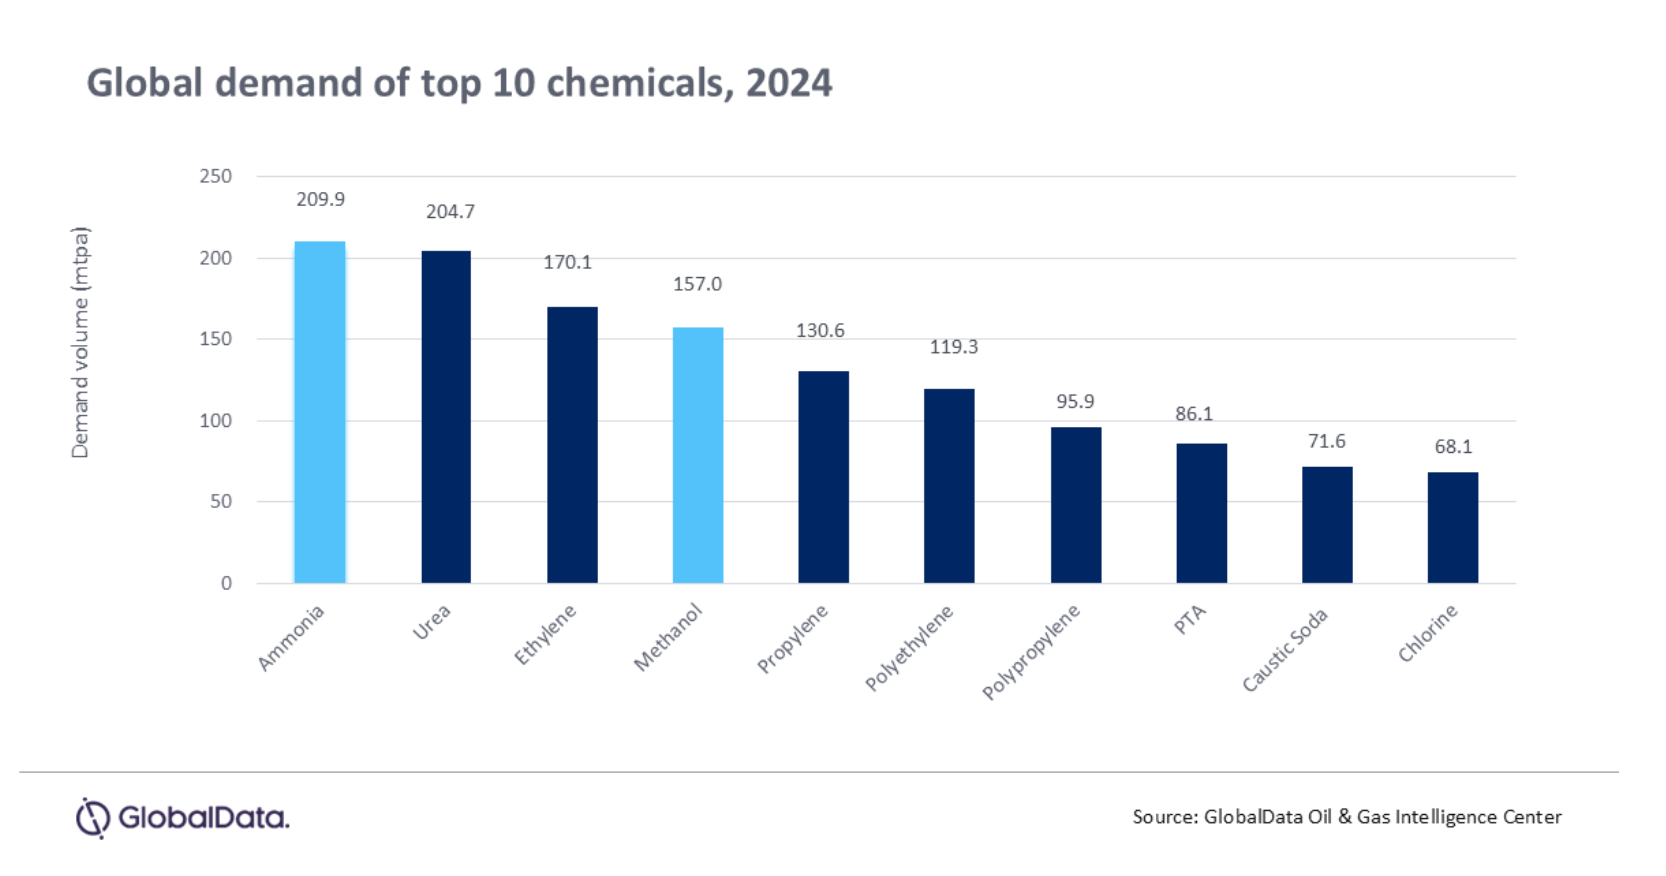 Global demand of top 10 chemicals, 2024
Demand volume (mtpa)
250
200
150
100
50
0
209.9
204.7
170.1
157.0
130.6
119.3
95.9
86.1
71.6
68.1
Ammonia
Urea
Ethylene
Methanol
Propylene
Polyethylene
Polypropylene
PTA
Caustic Soda
Chlorine
GlobalData.
Source: GlobalData Oil & Gas Intelligence Center